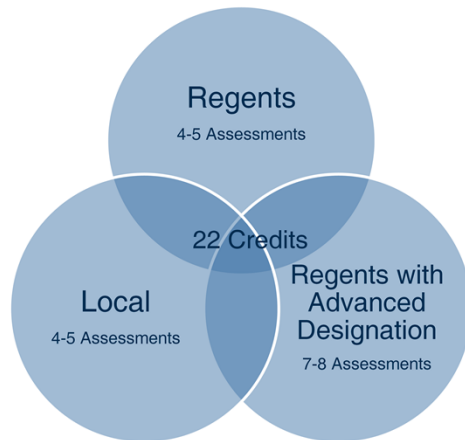 Regents
4-5 Assessments
22 Credits
Local
4-5 Assessments
Regents with
Advanced
Designation
7-8 Assessments